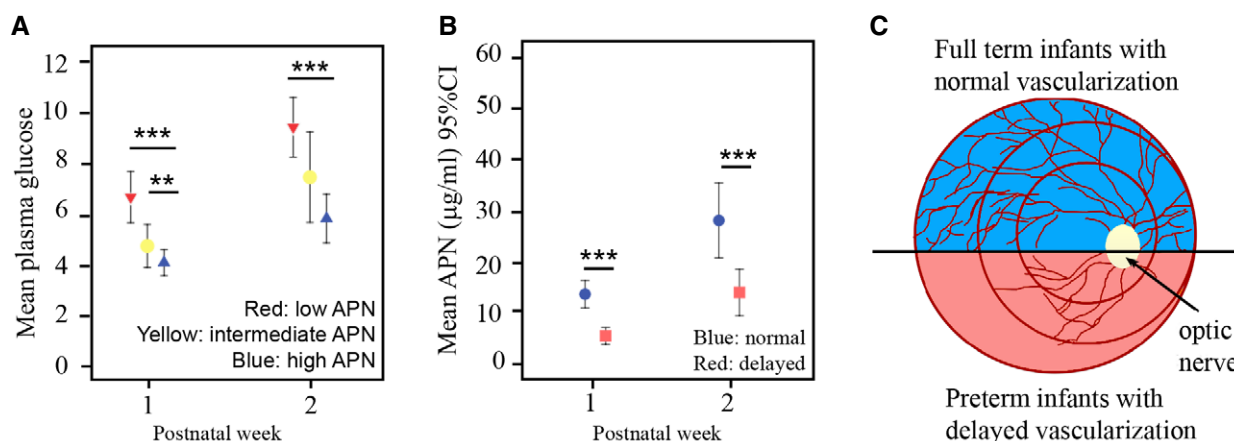 A
Mean plasma glucose
12
10
8
6
4
2
0
***
**
***
Red: low APN
Yellow: intermediate APN
Blue: high APN
1
2
Postnatal week
B
Mean APN (µg/ml) 95%CI
60
50
40
30
20
10
0
***
***
Blue: normal
Red: delayed
1
2
Postnatal week
C
Full term infants with
normal vascularization
optic
nerve
Preterm infants with
delayed vascularization